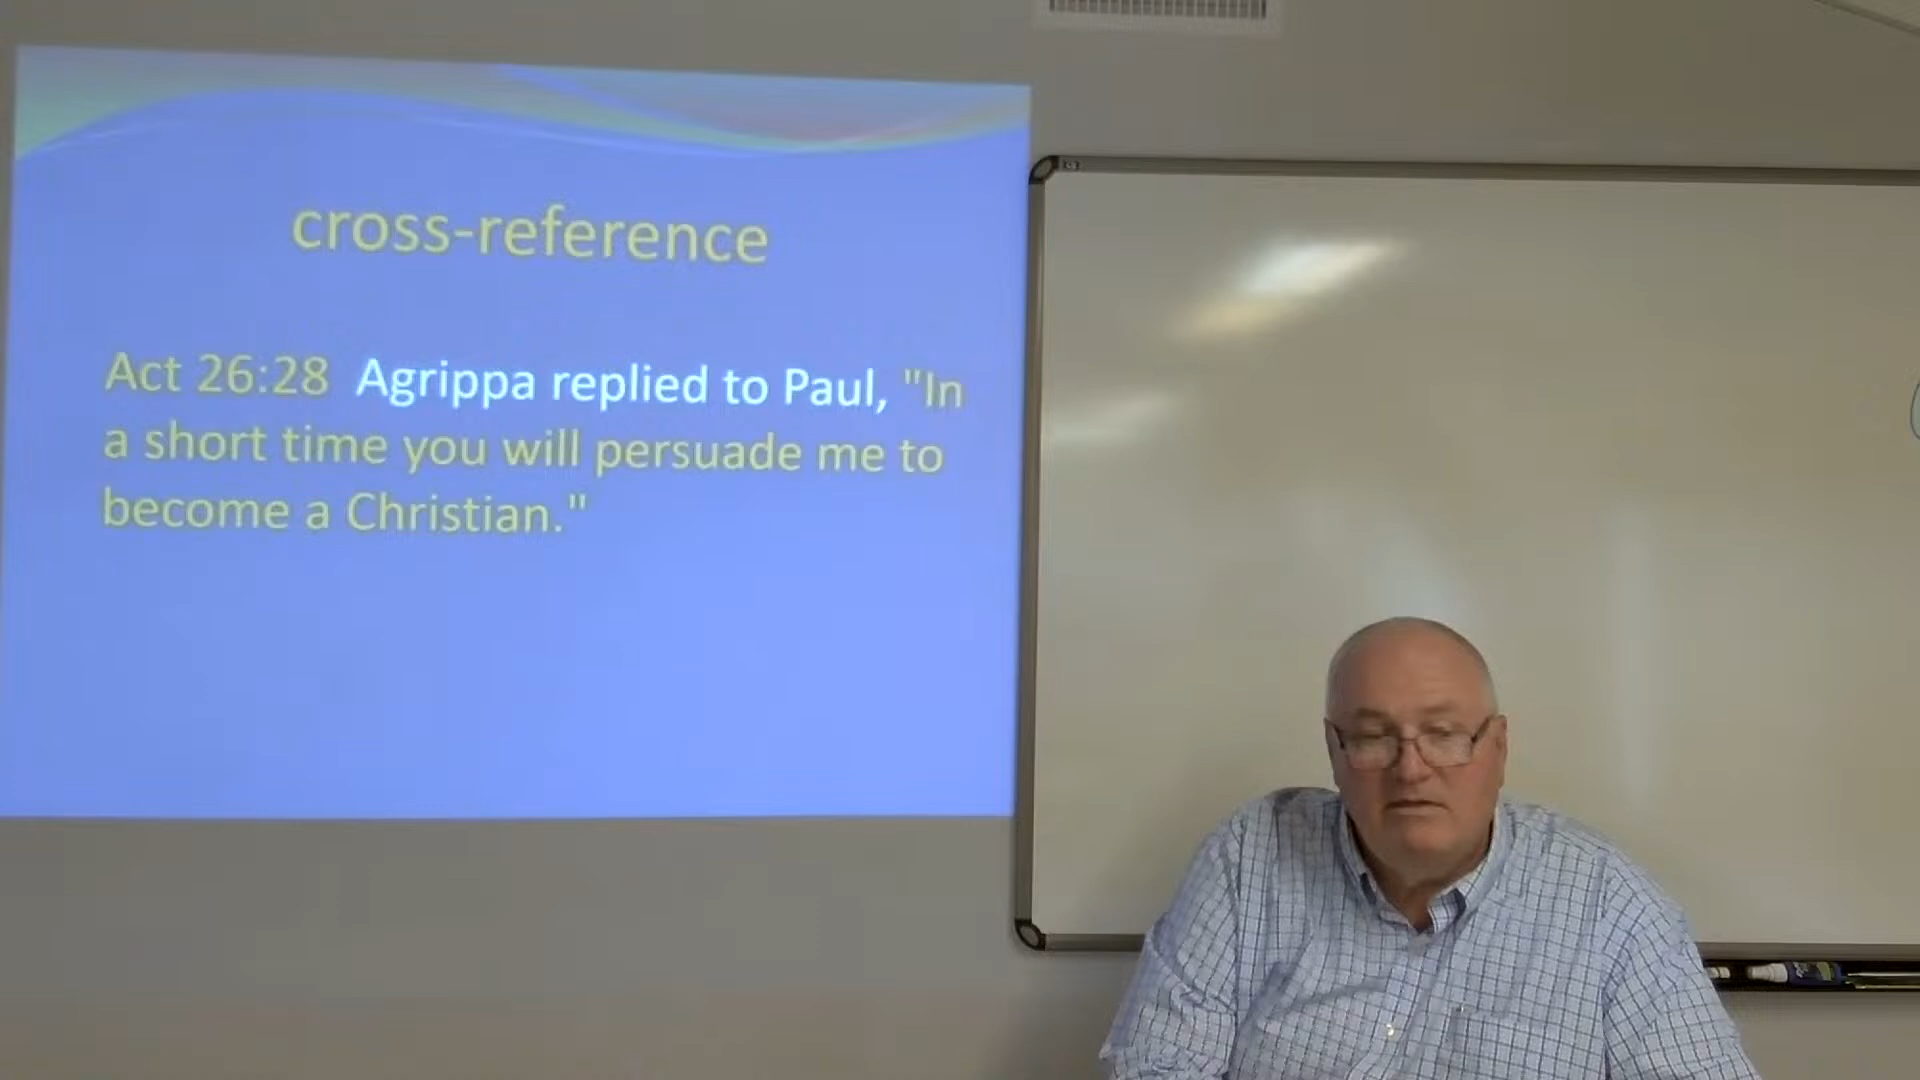 cross-reference
Act 26:28 Agrippa replied to Paul, "In
a short time you will persuade me to
become a Christian."